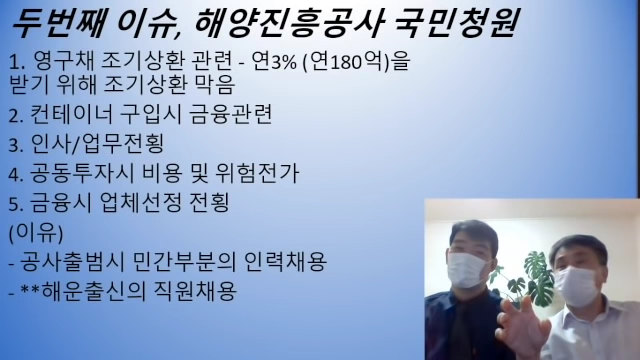 두번째 이슈, 해양진흥공사 국민청원
1. 영구채 조기상환 관련 - 연3% (연180억)을
받기 위해 조기상환 막음
2. 컨테이너 구입시 금융관련
3. 인사/업무전횡
4. 공동투자시 비용 및 위험전가
5. 금융시 업체선정 전횡
(이유)
- 공사출범시 민간부분의 인력채용
- **해운출신의 직원채용